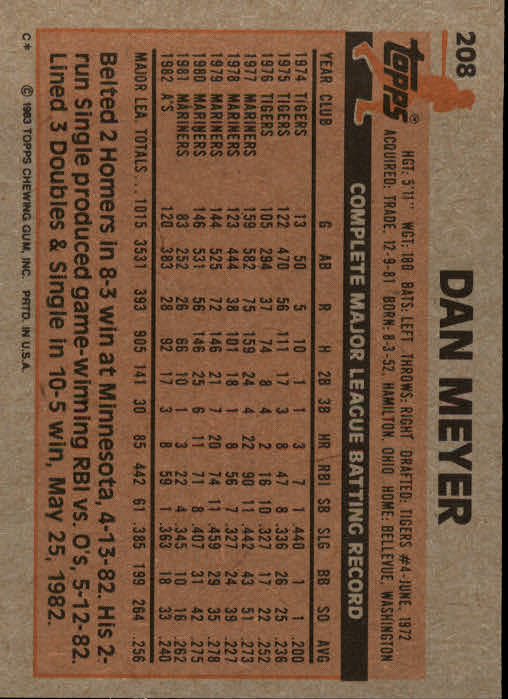 208
DAN MEYER
topps®
HGT: 5'11" WGT: 180 BATS: LEFT THROWS: RIGHT DRAFTED: TIGERS #4-JUNE, 1972
ACQUIRED: TRADE, 12-9-81 BORN: 8-3-52, HAMILTON, OHIO HOME: BELLEVUE, WASHINGTON
COMPLETE MAJOR LEAGUE BATTING RECORD
YEAR CLUB G AB R H 2B 3B HR RBI SB SLG BB SO AVG
1974 TIGERS 13 50 5 10 1 1 3 7 1 .440 1 1 .200
1975 TIGERS 122 470 56 111 17 3 8 47 8 .336 26 25 .236
1976 TIGERS 105 294 37 74 8 4 2 16 10 .327 17 22 .252
1977 MARINERS 159 582 75 159 24 4 22 90 11 .442 43 51 .273
1978 MARINERS 123 444 38 101 18 1 8 56 7 .327 24 39 .227
1979 MARINERS 144 525 72 146 21 7 20 74 11 .459 29 35 .278
1980 MARINERS 146 531 56 146 25 6 11 71 8 .407 31 42 .275
1981 MARINERS 83 252 26 66 10 1 3 22 4 .345 10 16 .262
1982 A'S 120 383 28 92 17 3 8 59 1 .363 18 33 .240
MAJOR LEA TOTALS... 1015 3531 393 905 141 30 85 442 61 .385 199 264 .256
Belted 2 Homers in 8-3 win at Minnesota, 4-13-82. His 2-
run Single produced game-winning RBI vs. O's, 5-12-82.
Lined 3 Doubles & Single in 10-5 win, May 25, 1982.
C* © 1983 TOPPS CHEWING GUM, INC. PRTD. IN U.S.A.